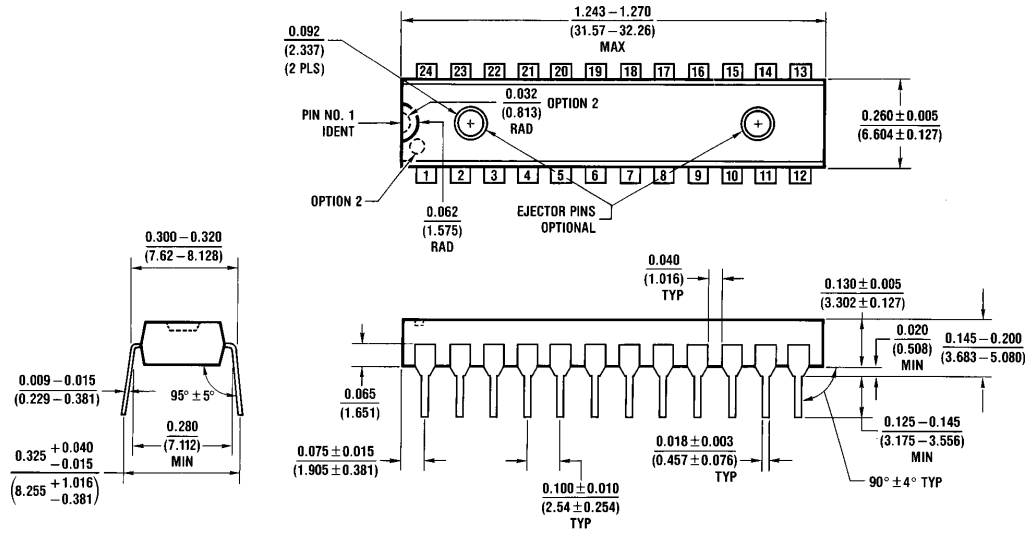 1.243 – 1.270
(31.57 – 32.26)
MAX
0.092
(2.337)
(2 PLS)
24 23 22 21 20 19 18 17 16 15 14 13
0.032
(0.813)
RAD
OPTION 2
PIN NO. 1
IDENT
0.260 ± 0.005
(6.604 ± 0.127)
1 2 3 4 5 6 7 8 9 10 11 12
OPTION 2
0.062
(1.575)
RAD
EJECTOR PINS
OPTIONAL
0.300 – 0.320
(7.62 – 8.128)
0.040
(1.016)
TYP
0.130 ± 0.005
(3.302 ± 0.127)
0.020
(0.508)
MIN
0.145 – 0.200
(3.683 – 5.080)
0.009 – 0.015
(0.229 – 0.381)
95° ± 5°
0.280
(7.112)
MIN
0.325 +0.040
–0.015
(8.255 +1.016
–0.381)
0.065
(1.651)
0.075 ± 0.015
(1.905 ± 0.381)
0.100 ± 0.010
(2.54 ± 0.254)
TYP
0.018 ± 0.003
(0.457 ± 0.076)
TYP
0.125 – 0.145
(3.175 – 3.556)
MIN
90° ± 4° TYP